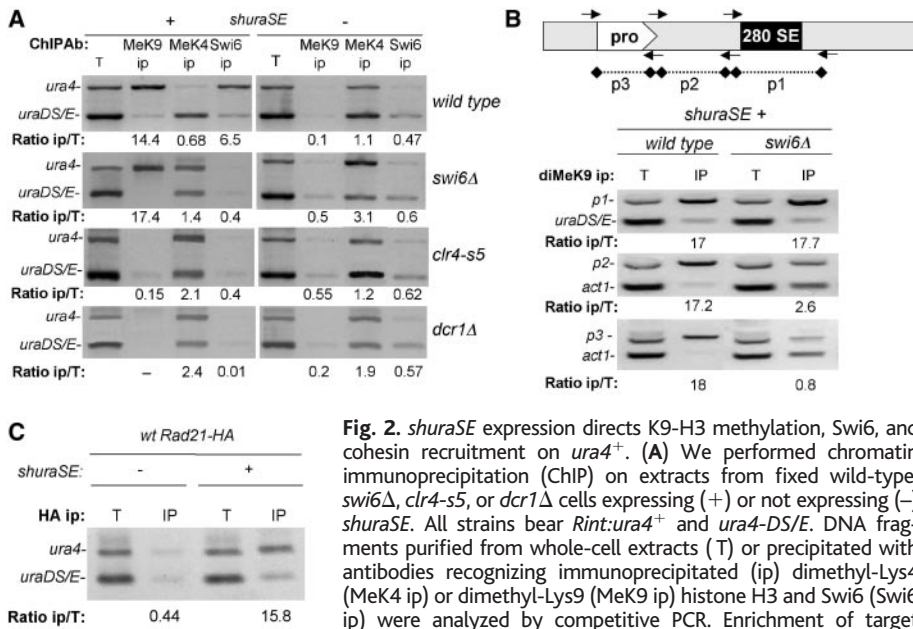 A
+ shuraSE -
ChIPAb: MeK9 MeK4 Swi6 MeK9 MeK4 Swi6
T ip ip ip T ip ip ip
ura4-
uraDS/E-
wild type
Ratio ip/T: 14.4 0.68 6.5 0.1 1.1 0.47
ura4-
uraDS/E-
swi6Δ
Ratio ip/T: 17.4 1.4 0.4 0.5 3.1 0.6
ura4-
uraDS/E-
clr4-s5
Ratio ip/T: 0.15 2.1 0.4 0.55 1.2 0.62
ura4-
uraDS/E-
dcr1Δ
Ratio ip/T: – 2.4 0.01 0.2 1.9 0.57
B
pro 280 SE
p3 p2 p1
shuraSE +
wild type swi6Δ
diMeK9 ip: T IP T IP
p1-
uraDS/E-
Ratio ip/T: 17 17.7
p2-
act1-
Ratio ip/T: 17.2 2.6
p3 -
act1-
Ratio ip/T: 18 0.8
C
wt Rad21-HA
shuraSE: - +
HA ip: T IP T IP
ura4-
uraDS/E-
Ratio ip/T: 0.44 15.8
Fig. 2. shuraSE expression directs K9-H3 methylation, Swi6, and
cohesin recruitment on ura4⁺. (A) We performed chromatin
immunoprecipitation (ChIP) on extracts from fixed wild-type,
swi6Δ, clr4-s5, or dcr1Δ cells expressing (+) or not expressing (–)
shuraSE. All strains bear Rint:ura4⁺ and ura4-DS/E. DNA frag-
ments purified from whole-cell extracts (T) or precipitated with
antibodies recognizing immunoprecipitated (ip) dimethyl-Lys4
(MeK4 ip) or dimethyl-Lys9 (MeK9 ip) histone H3 and Swi6 (Swi6
ip) were analyzed by competitive PCR. Enrichment of target